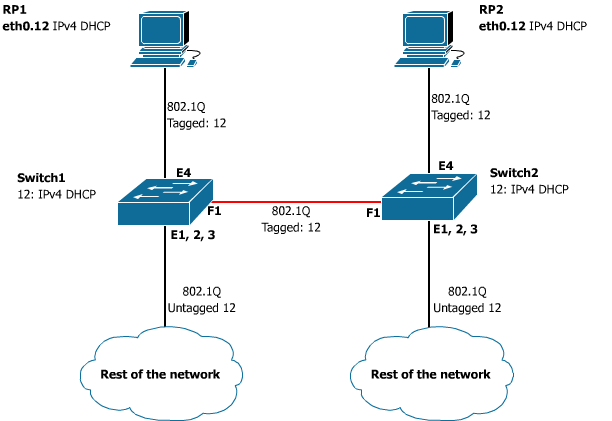 RP1
eth0.12 IPv4 DHCP
RP2
eth0.12 IPv4 DHCP
802.1Q
Tagged: 12
802.1Q
Tagged: 12
Switch1
12: IPv4 DHCP
E4
E4
Switch2
12: IPv4 DHCP
F1
802.1Q
Tagged: 12
F1
E1, 2, 3
E1, 2, 3
802.1Q
Untagged 12
802.1Q
Untagged 12
Rest of the network
Rest of the network